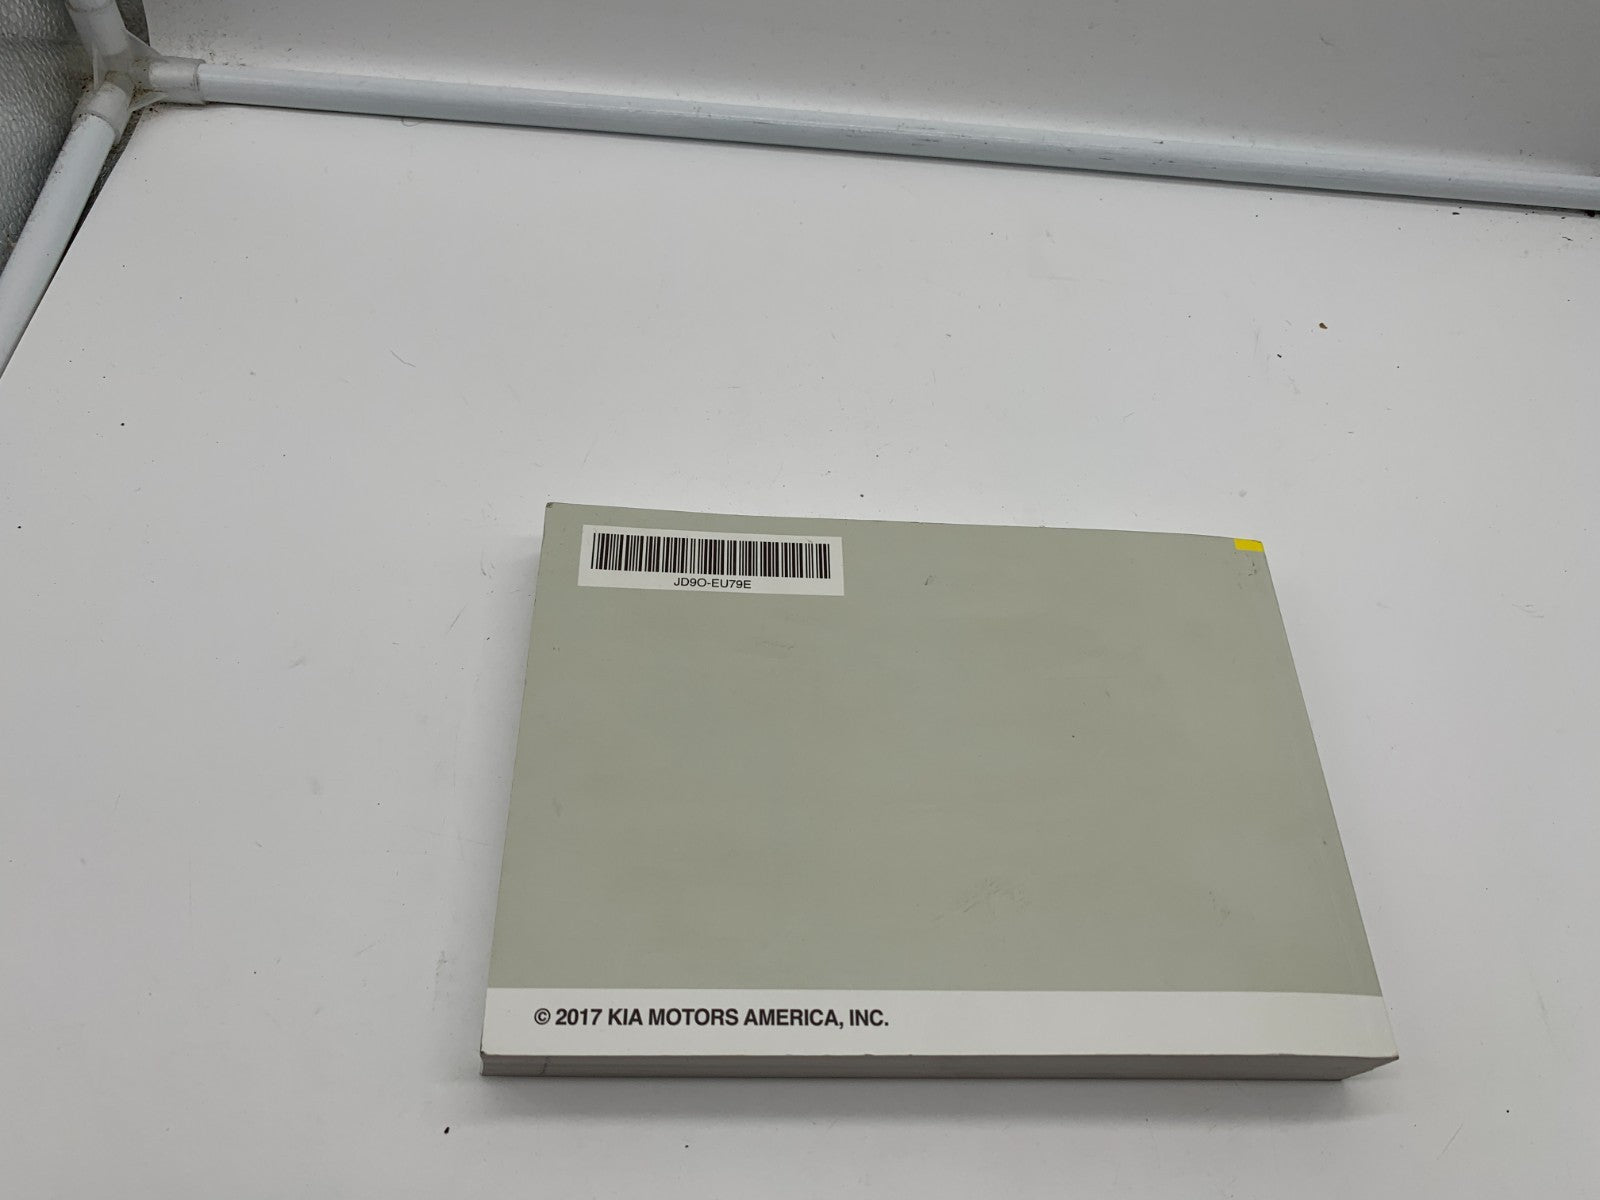 JD9O-EU79E
© 2017 KIA MOTORS AMERICA, INC.